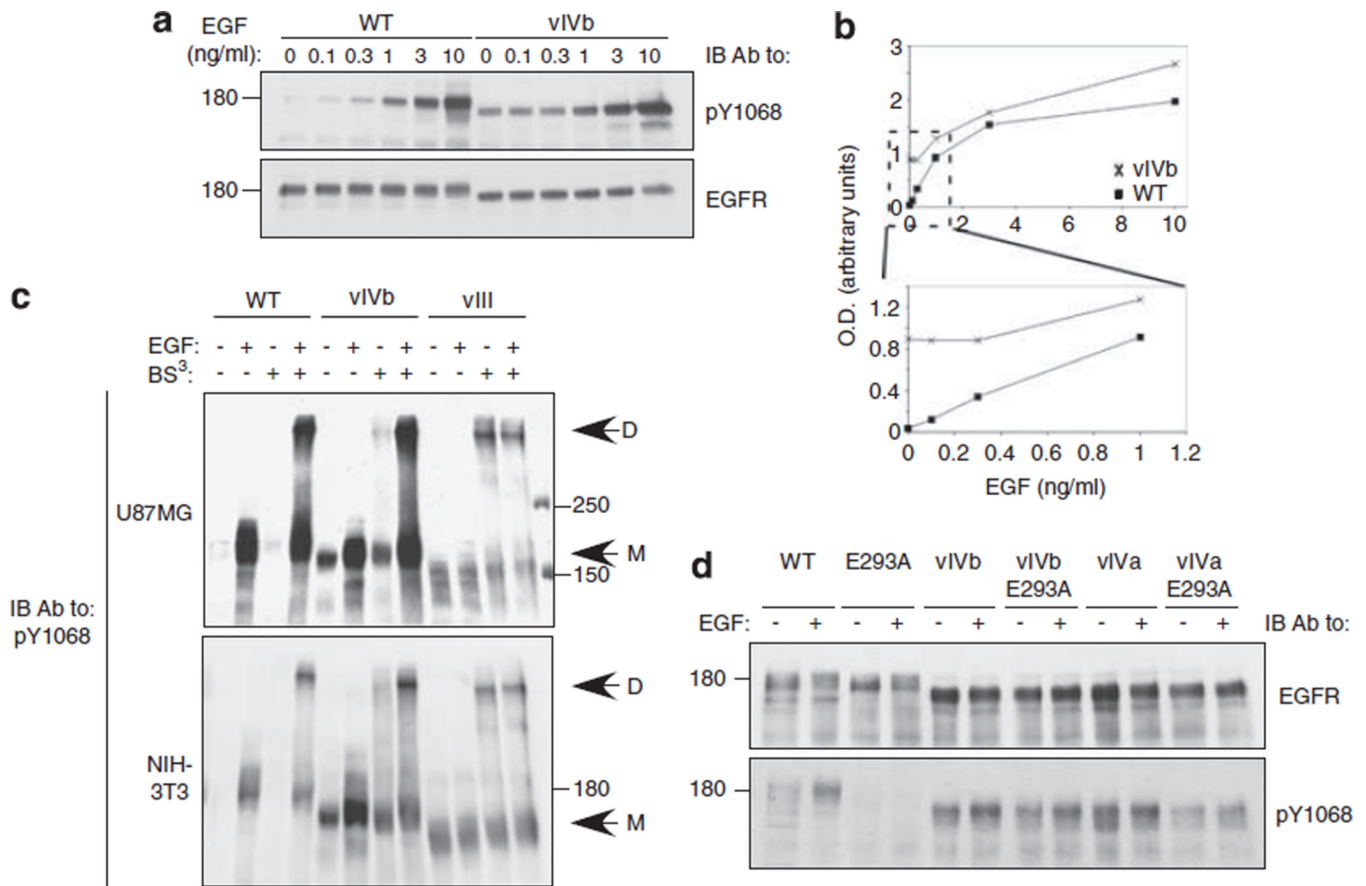 a
EGF WT vIVb
(ng/ml): 0 0.1 0.3 1 3 10 0 0.1 0.3 1 3 10 IB Ab to:
180
pY1068
180
EGFR
b
3
2
1
0
0 2 4 6 8 10
vIVb
WT
O.D. (arbitrary units)
1.2
0.8
0.4
0
0 0.2 0.4 0.6 0.8 1 1.2
EGF (ng/ml)
c
WT vIVb vIII
EGF: - + - + - + - + - + - +
BS3: - - + + - - + + - - + +
D
U87MG
250
M
150
IB Ab to:
pY1068
D
NIH-
3T3
180
M
d
WT E293A vIVb vIVb E293A vIVa vIVa E293A
EGF: - + - + - + - + - + - + IB Ab to:
180
EGFR
180
pY1068